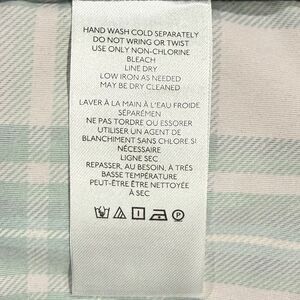 HAND WASH COLD SEPARATELY
DO NOT WRING OR TWIST
USE ONLY NON-CHLORINE
BLEACH
LINE DRY
LOW IRON AS NEEDED
MAY BE DRY CLEANED
LAVER À LA MAIN À L'EAU FROIDE
SÉPARÉMEN
NE PAS TORDRE OU ESSORER
UTILISER UN AGENT DE
BLANCHIMENT SANS CHLORE SI
NÉCESSAIRE
LIGNE SEC
REPASSER, AU BESOIN, À TRÉS
BASSE TEMPÉRATURE
PEUT-ÊTRE ÊTRE NETTOYÉE
À SEC